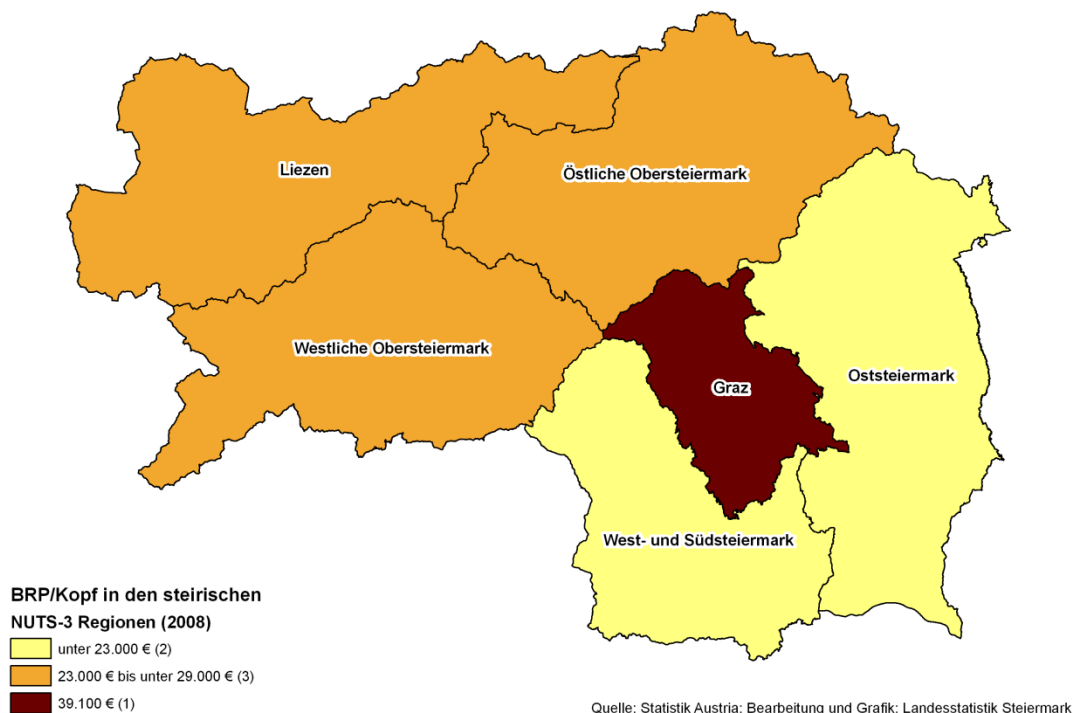 Liezen
Östliche Obersteiermark
Westliche Obersteiermark
Graz
Oststeiermark
West- und Südsteiermark
BRP/Kopf in den steirischen
NUTS-3 Regionen (2008)
unter 23.000 € (2)
23.000 € bis unter 29.000 € (3)
39.100 € (1)
Quelle: Statistik Austria; Bearbeitung und Grafik: Landesstatistik Steiermark